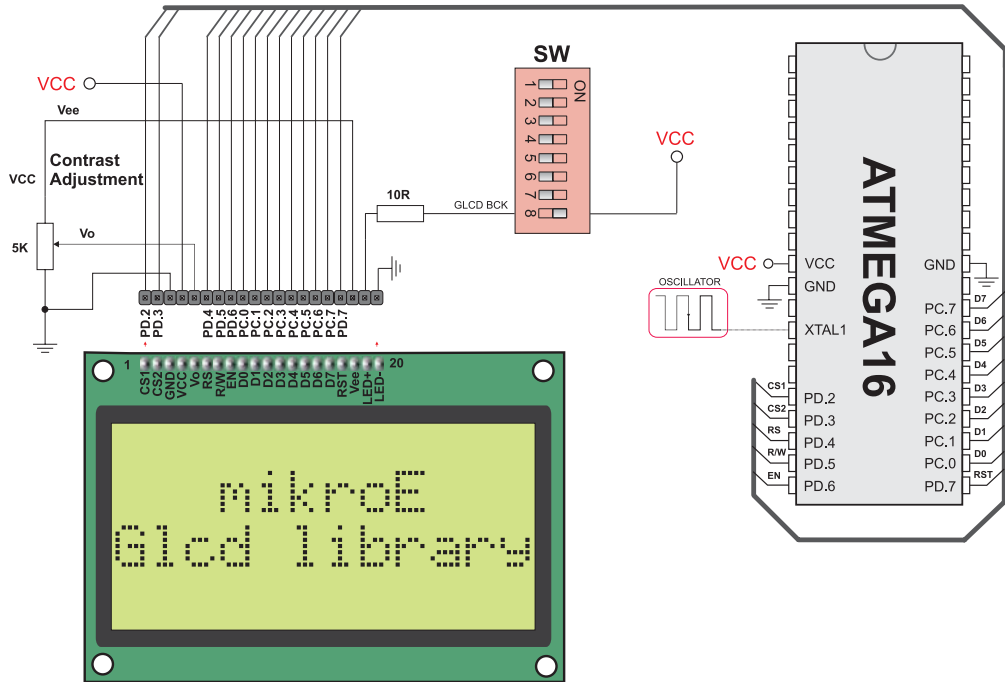 SW
ON
1
2
3
4
5
6
7
8
VCC
Vee
VCC
Contrast
Adjustment
5K
Vo
10R
GLCD BCK
VCC
PD.2
PD.3
PD.4
PD.5
PD.6
PC.0
PC.1
PC.2
PC.3
PC.4
PC.5
PC.6
PC.7
PD.7
1
20
CS1
CS2
GND
VCC
Vo
RS
R/W
EN
D0
D1
D2
D3
D4
D5
D6
D7
RST
Vee
LED+
LED-
mikroE
Glcd library
OSCILLATOR
ATMEGA16
VCC
VCC
GND
XTAL1
CS1
PD.2
CS2
PD.3
RS
PD.4
R/W
PD.5
EN
PD.6
GND
PC.7
D7
PC.6
D6
PC.5
D5
PC.4
D4
PC.3
D3
PC.2
D2
PC.1
D1
PC.0
D0
PD.7
RST